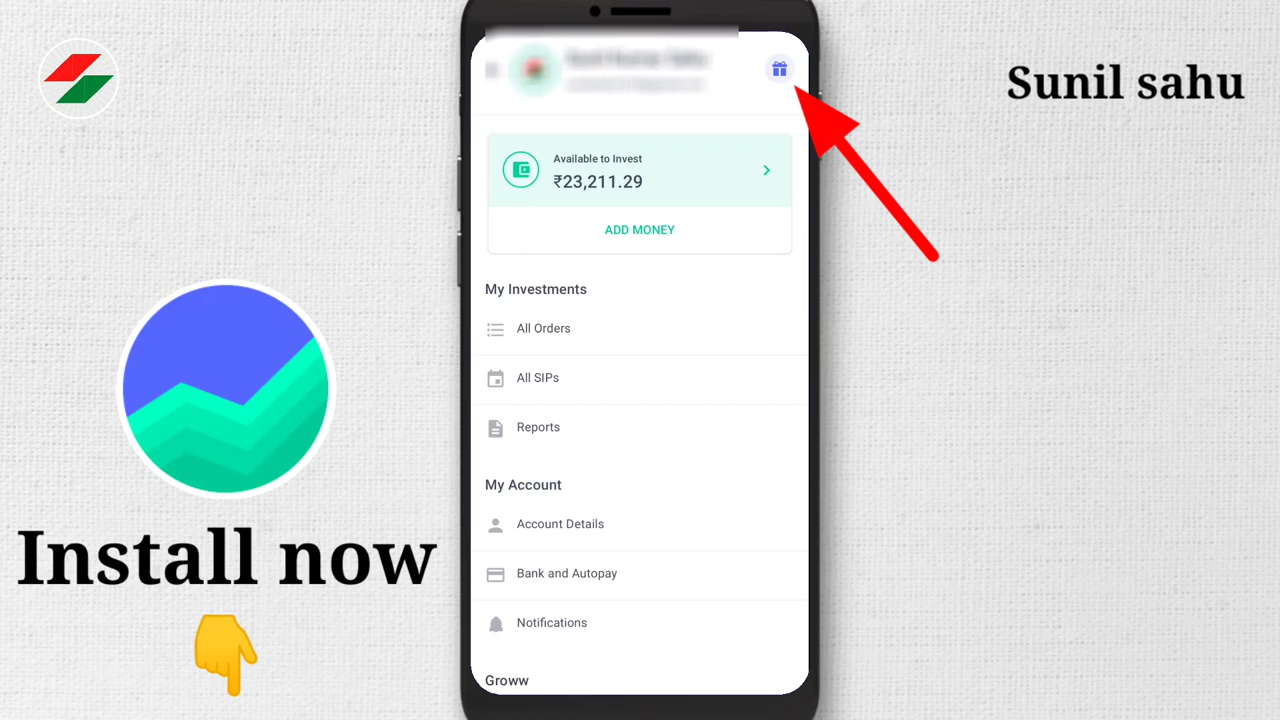 Sunil sahu
Available to Invest
₹23,211.29
ADD MONEY
My Investments
All Orders
All SIPs
Reports
My Account
Account Details
Bank and Autopay
Notifications
Groww
Install now